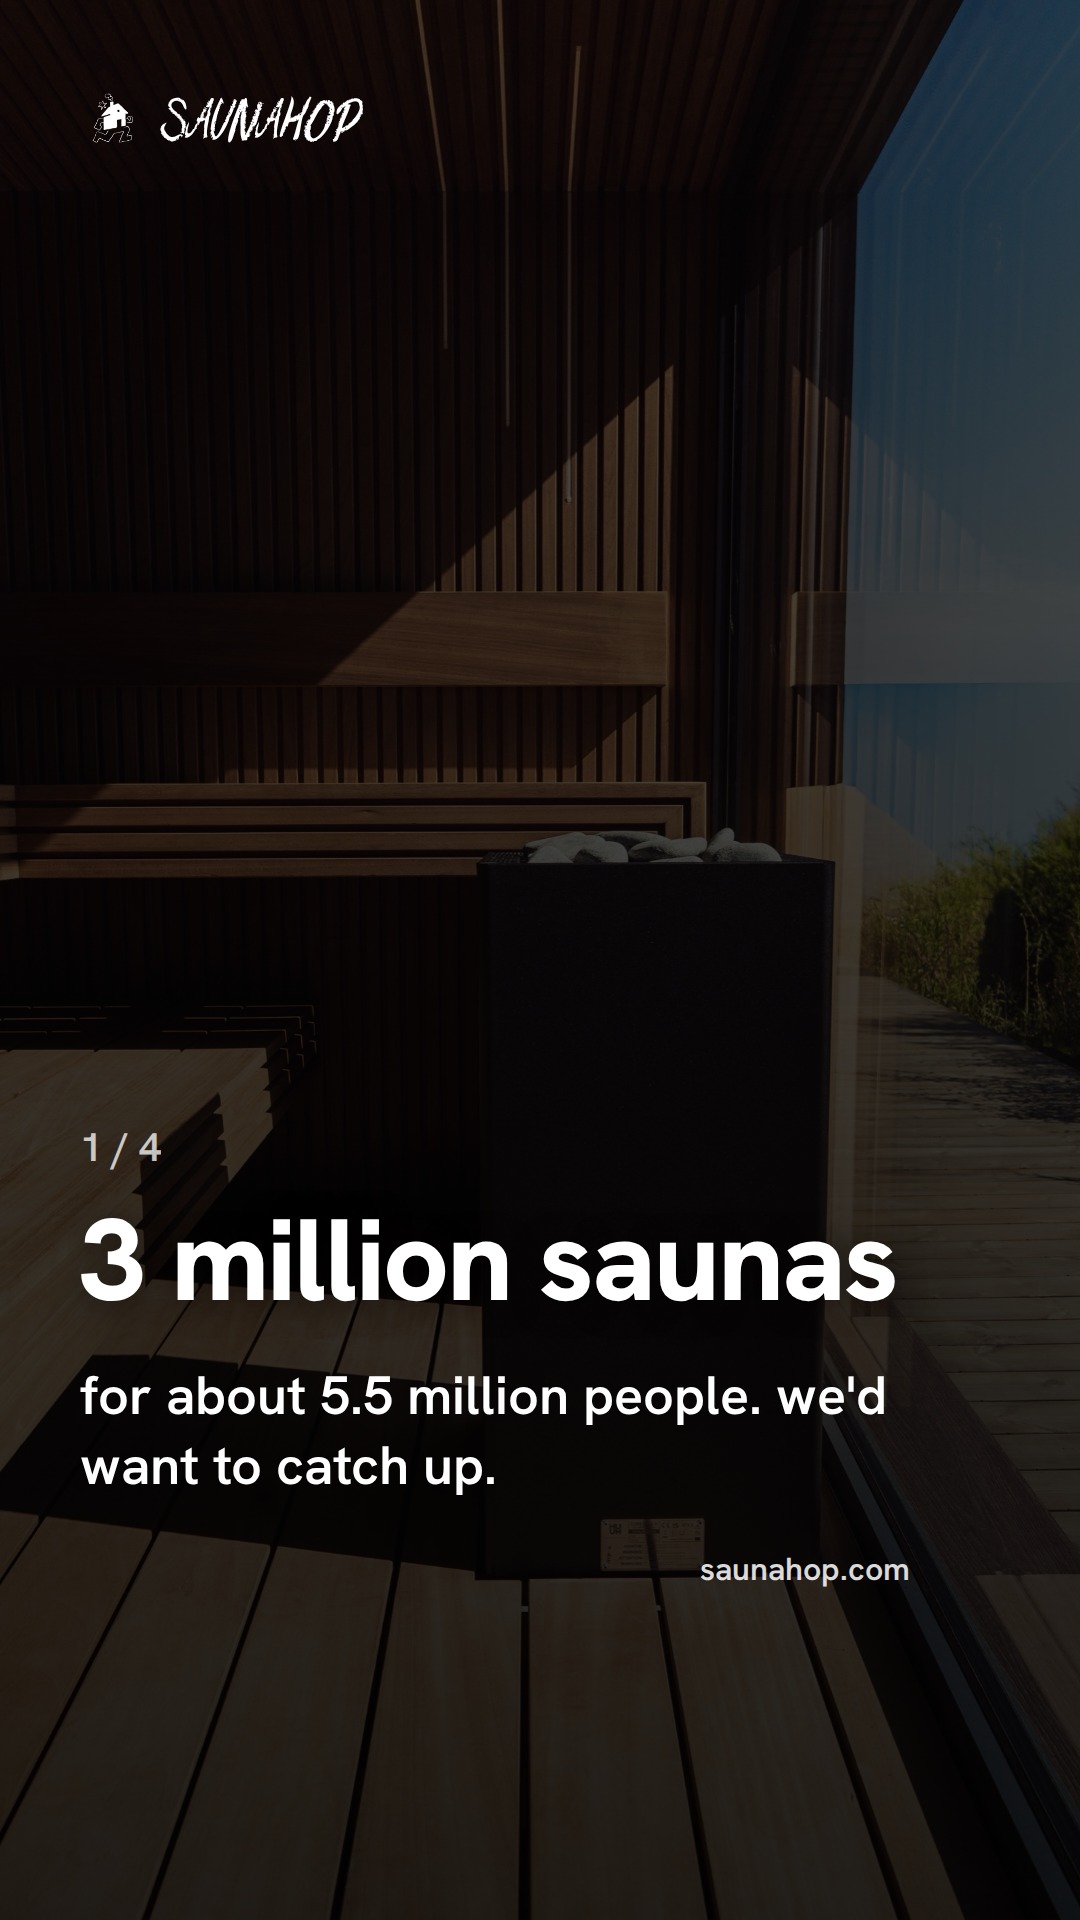 SAUNAHOP
1 / 4
3 million saunas
for about 5.5 million people. we'd
want to catch up.
saunahop.com